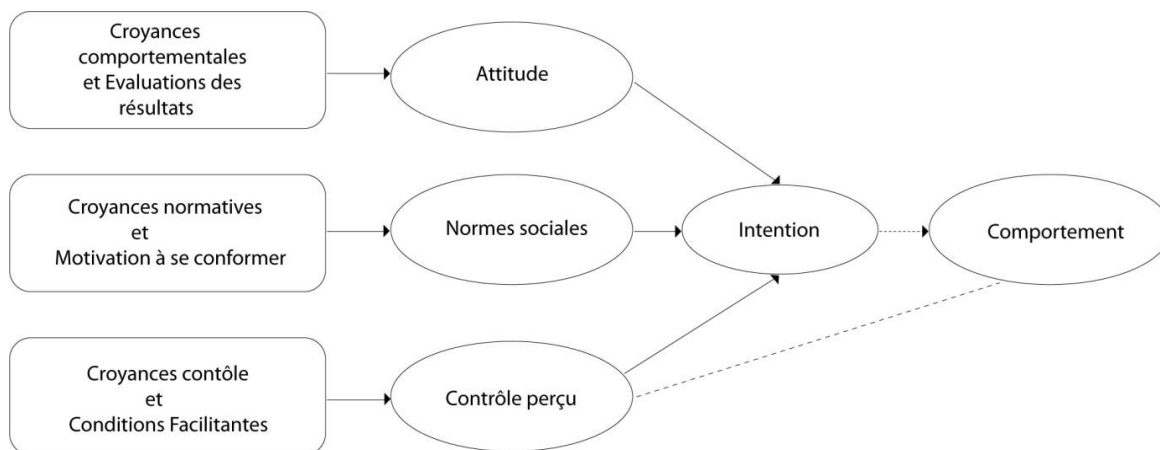 Croyances
comportementales
et Evaluations des
résultats
Attitude
Croyances normatives
et
Motivation à se conformer
Normes sociales
Intention
Comportement
Croyances contôle
et
Conditions Facilitantes
Contrôle perçu